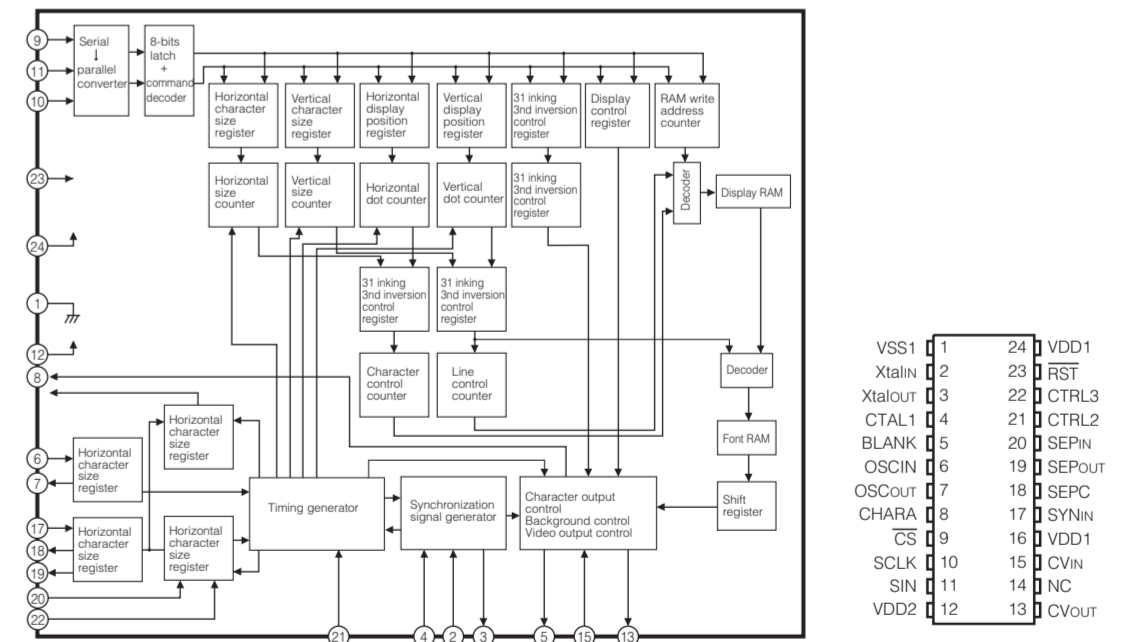 9
11
10
23
24
1
12
8
6
7
17
18
19
20
22
Serial
↓
parallel
converter
8-bits
latch
+
command
decoder
Horizontal
character
size
register
Vertical
character
size
register
Horizontal
display
position
register
Vertical
display
position
register
31 inking
3nd inversion
control
register
Display
control
register
RAM write
address
counter
Horizontal
size
counter
Vertical
size
counter
Horizontal
dot counter
Vertical
dot counter
31 inking
3nd inversion
control
register
Decoder
Display RAM
31 inking
3nd inversion
control
register
31 inking
3nd inversion
control
register
Character
control
counter
Line
control
counter
Decoder
Font RAM
Shift
register
Horizontal
character
size
register
Horizontal
character
size
register
Horizontal
character
size
register
Horizontal
character
size
register
Timing generator
Synchronization
signal generator
Character output
control
Background control
Video output control
21
4
2
3
5
15
13
VSS1 1 24 VDD1
XtalIN 2 23 RST
XtalOUT 3 22 CTRL3
CTAL1 4 21 CTRL2
BLANK 5 20 SEPIN
OSCIN 6 19 SEPOUT
OSCOUT 7 18 SEPC
CHARA 8 17 SYNIN
CS 9 16 VDD1
SCLK 10 15 CVIN
SIN 11 14 NC
VDD2 12 13 CVOUT